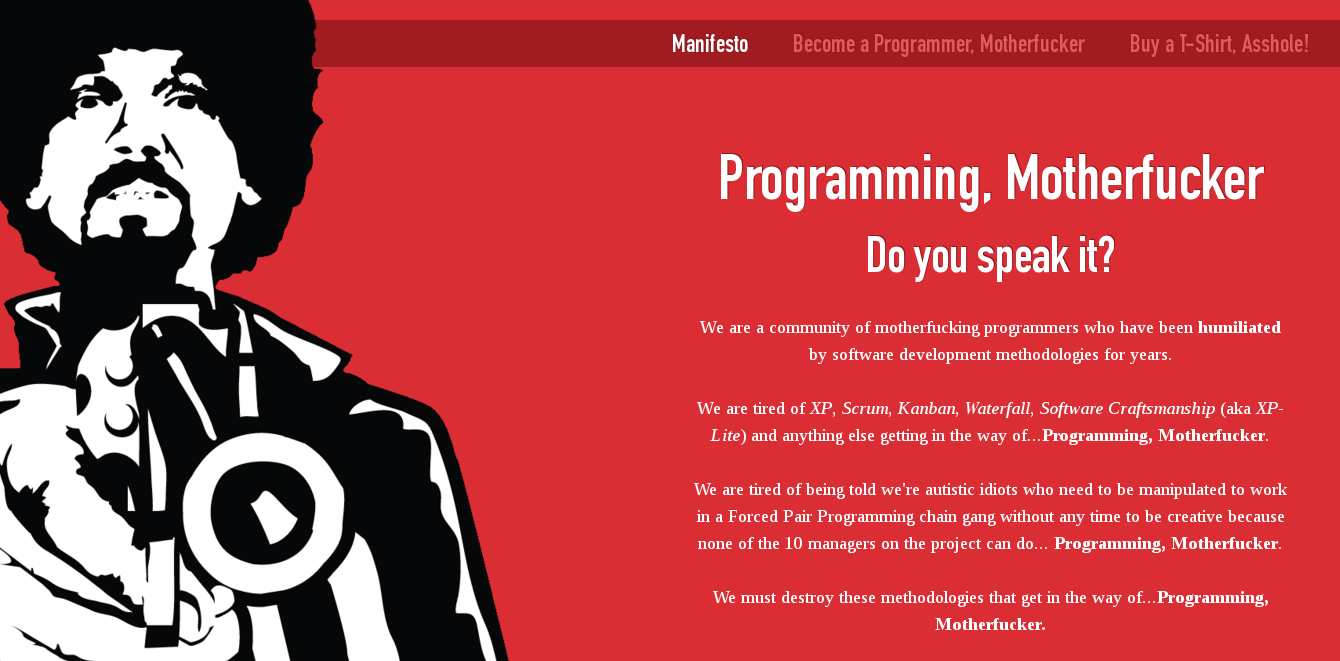 Manifesto
Become a Programmer, Motherfucker
Buy a T-Shirt, Asshole!
Programming, Motherfucker
Do you speak it?
We are a community of motherfucking programmers who have been humiliated
by software development methodologies for years.
We are tired of XP, Scrum, Kanban, Waterfall, Software Craftsmanship (aka XP-
Lite) and anything else getting in the way of...Programming, Motherfucker.
We are tired of being told we're autistic idiots who need to be manipulated to work
in a Forced Pair Programming chain gang without any time to be creative because
none of the 10 managers on the project can do... Programming, Motherfucker.
We must destroy these methodologies that get in the way of...Programming,
Motherfucker.